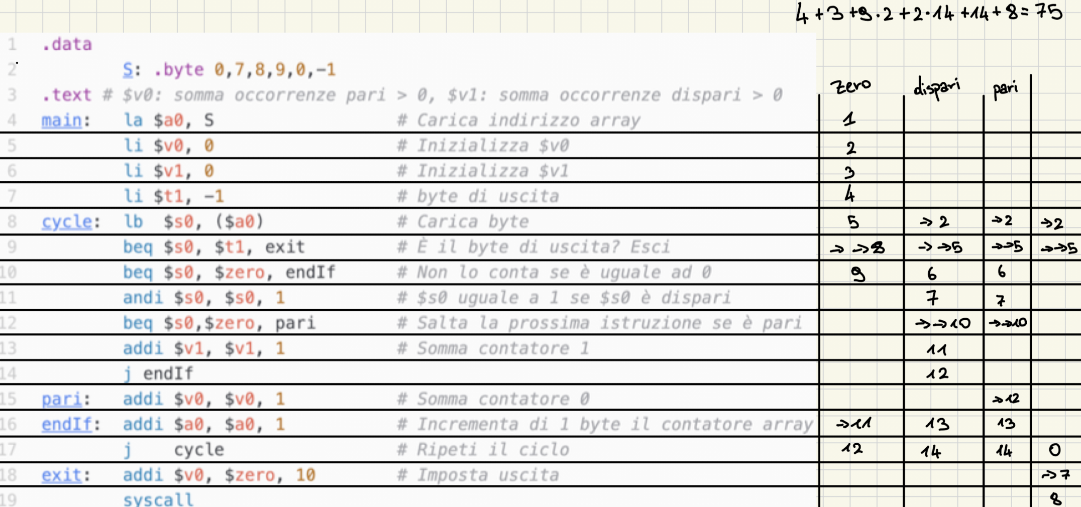 4+3+9·2+2·14+14+8=75
1 .data
2 S: .byte 0,7,8,9,0,-1
3 .text # $v0: somma occorrenze pari > 0, $v1: somma occorrenze dispari > 0
zero dispari pari
4 main: la $a0, S # Carica indirizzo array 1
5 li $v0, 0 # Inizializza $v0 2
6 li $v1, 0 # Inizializza $v1 3
7 li $t1, -1 # byte di uscita 4
8 cycle: lb $s0, ($a0) # Carica byte 5 →2 →2 →2
9 beq $s0, $t1, exit # È il byte di uscita? Esci →→8 →→5 →→5 →→5
10 beq $s0, $zero, endIf # Non lo conta se è uguale ad 0 9 6 6
11 andi $s0, $s0, 1 # $s0 uguale a 1 se $s0 è dispari 7 7
12 beq $s0,$zero, pari # Salta la prossima istruzione se è pari →→10 →→10
13 addi $v1, $v1, 1 # Somma contatore 1 11
14 j endIf 12
15 pari: addi $v0, $v0, 1 # Somma contatore 0 →12
16 endIf: addi $a0, $a0, 1 # Incrementa di 1 byte il contatore array →11 13 13
17 j cycle # Ripeti il ciclo 12 14 14 0
18 exit: addi $v0, $zero, 10 # Imposta uscita →7
19 syscall 8